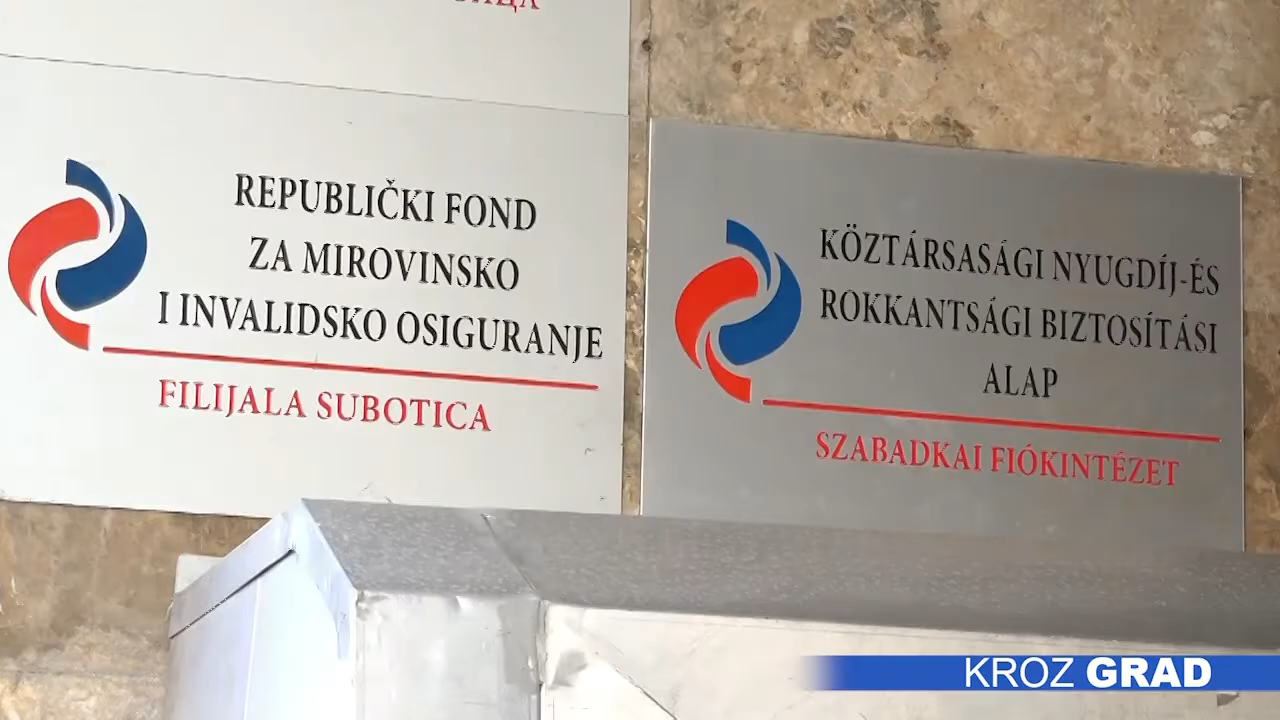 REPUBLIČKI FOND
ZA MIROVINSKO
I INVALIDSKO OSIGURANJE
FILIJALA SUBOTICA
KÖZTÁRSASÁGI NYUGDÍJ-ÉS
ROKKANTSÁGI BIZTOSÍTÁSI
ALAP
SZABADKAI FIÓKINTÉZET
KROZ GRAD